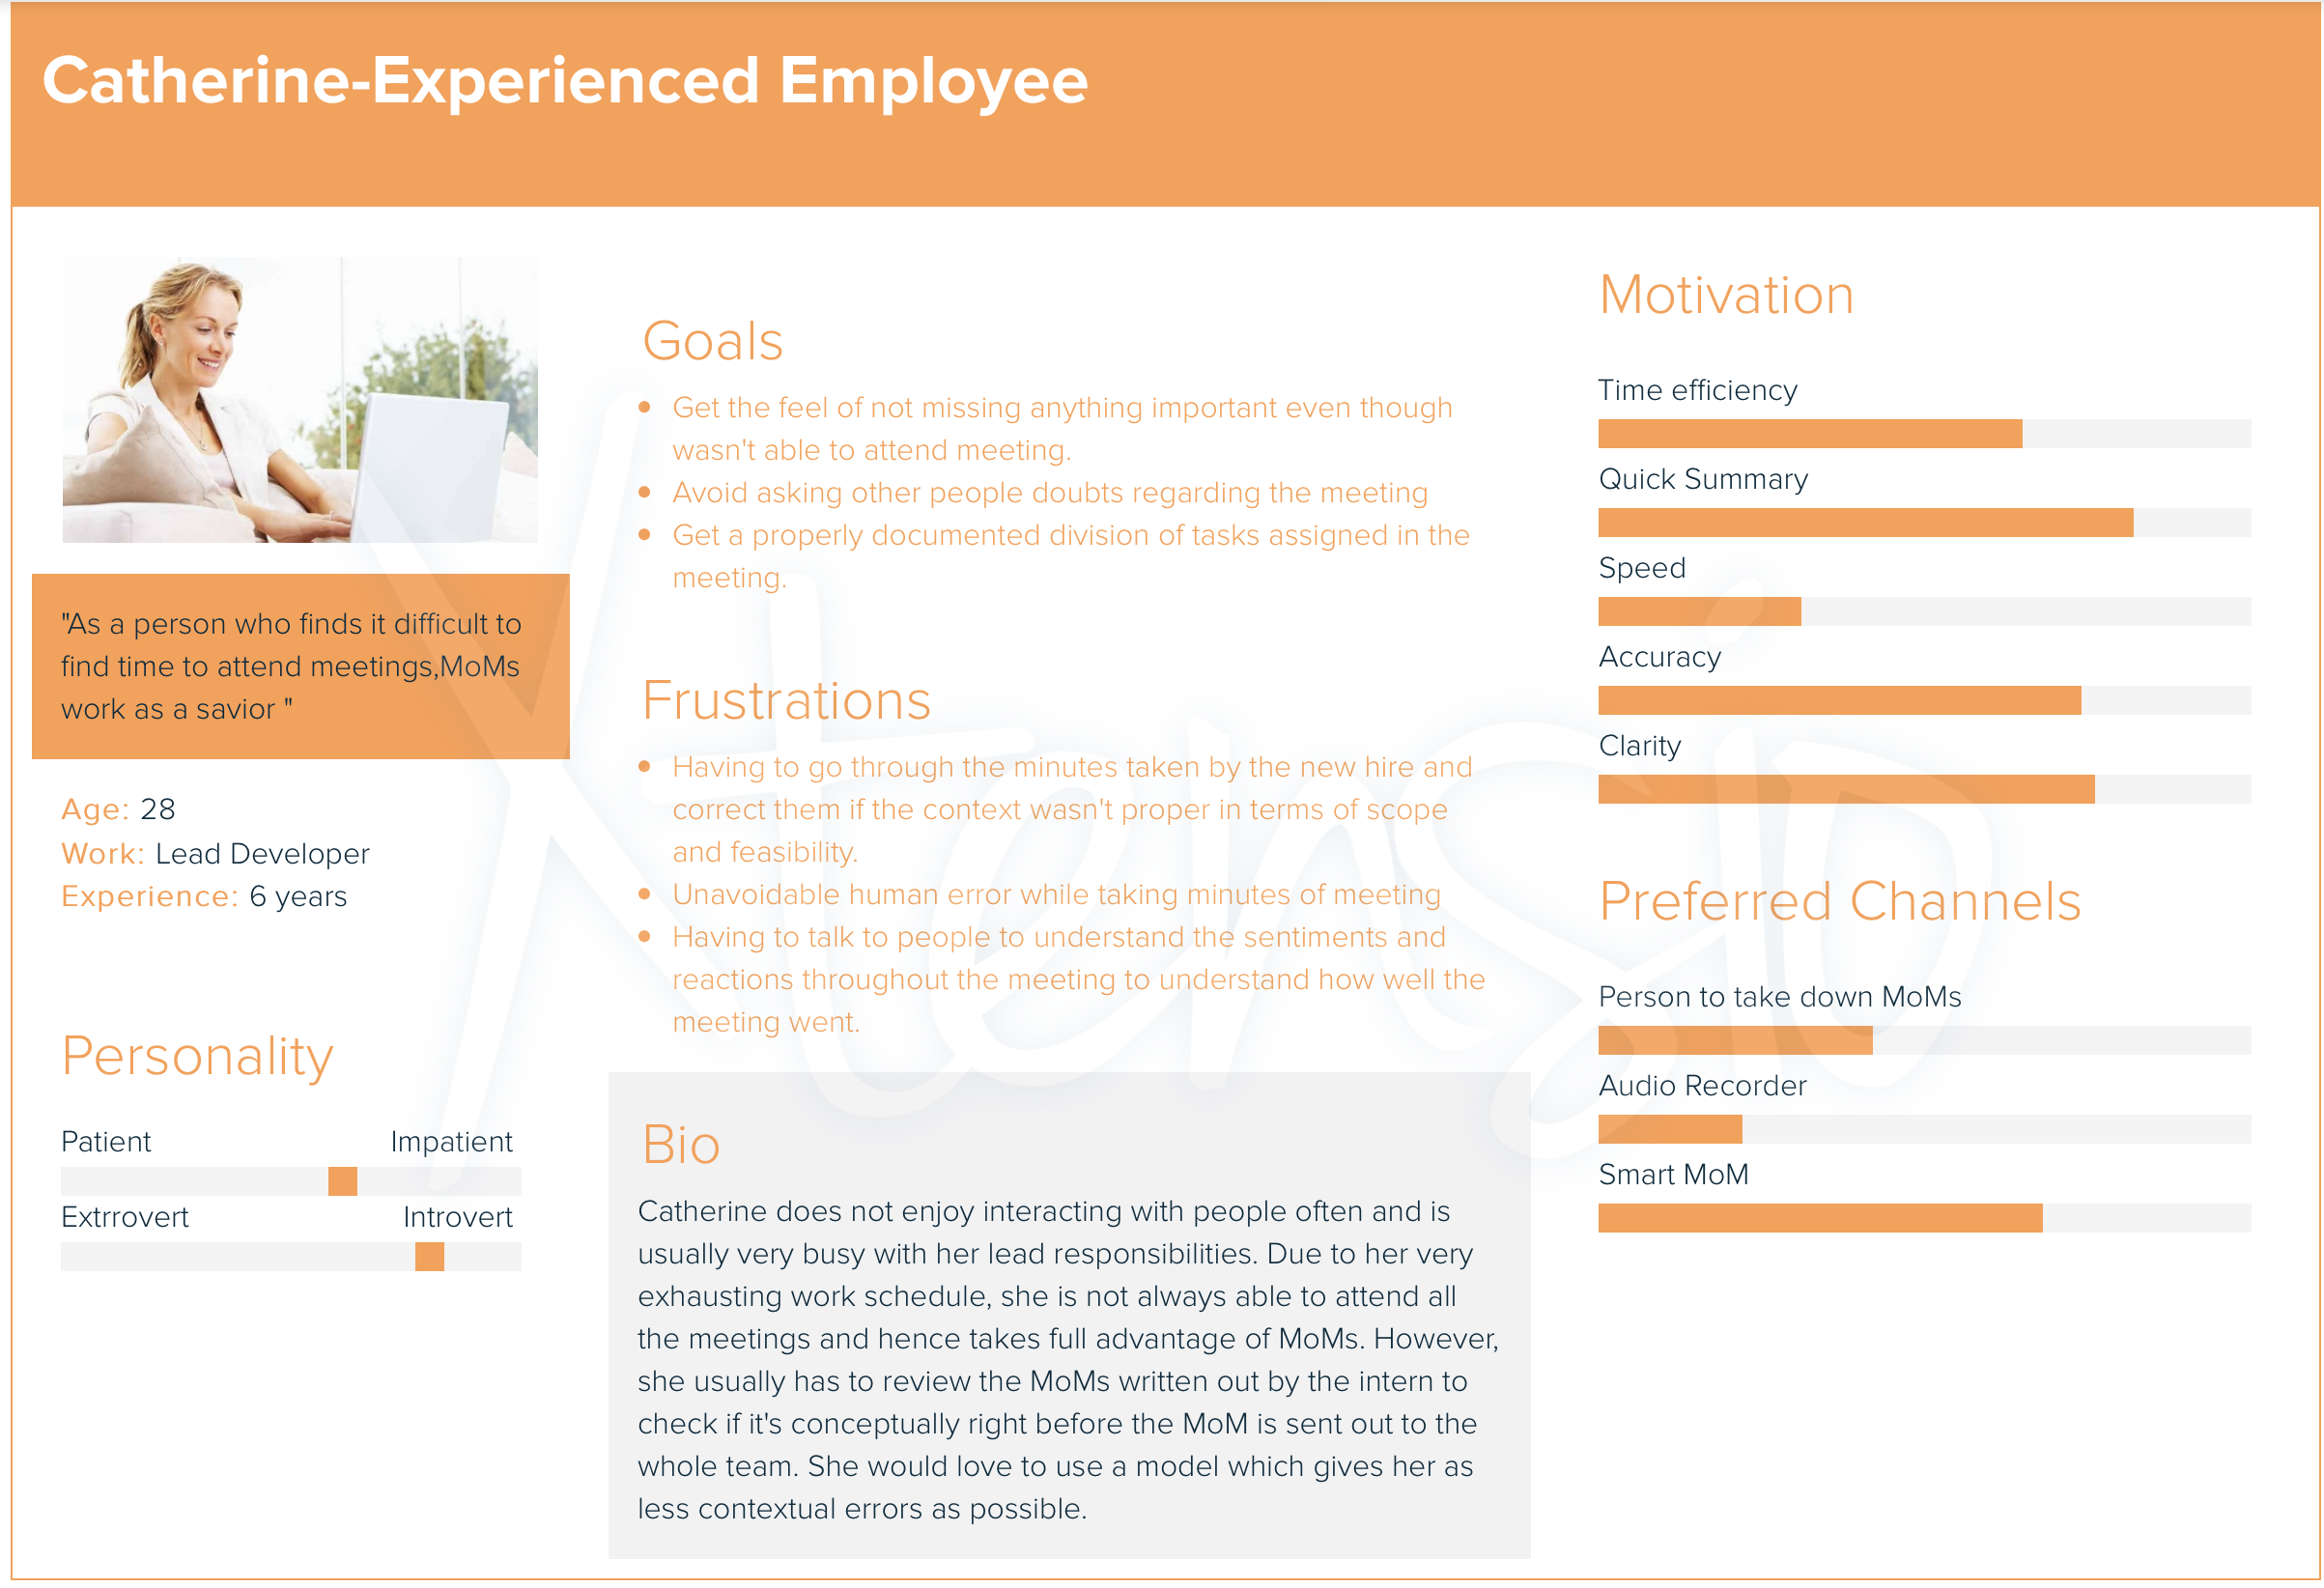 Catherine-Experienced Employee
"As a person who finds it difficult to
find time to attend meetings,MoMs
work as a savior "
Age: 28
Work: Lead Developer
Experience: 6 years
Personality
Patient Impatient
Extrrovert Introvert
Goals
Get the feel of not missing anything important even though
wasn't able to attend meeting.
Avoid asking other people doubts regarding the meeting
Get a properly documented division of tasks assigned in the
meeting.
Frustrations
Having to go through the minutes taken by the new hire and
correct them if the context wasn't proper in terms of scope
and feasibility.
Unavoidable human error while taking minutes of meeting
Having to talk to people to understand the sentiments and
reactions throughout the meeting to understand how well the
meeting went.
Bio
Catherine does not enjoy interacting with people often and is
usually very busy with her lead responsibilities. Due to her very
exhausting work schedule, she is not always able to attend all
the meetings and hence takes full advantage of MoMs. However,
she usually has to review the MoMs written out by the intern to
check if it's conceptually right before the MoM is sent out to the
whole team. She would love to use a model which gives her as
less contextual errors as possible.
Motivation
Time efficiency
Quick Summary
Speed
Accuracy
Clarity
Preferred Channels
Person to take down MoMs
Audio Recorder
Smart MoM
Xtensio